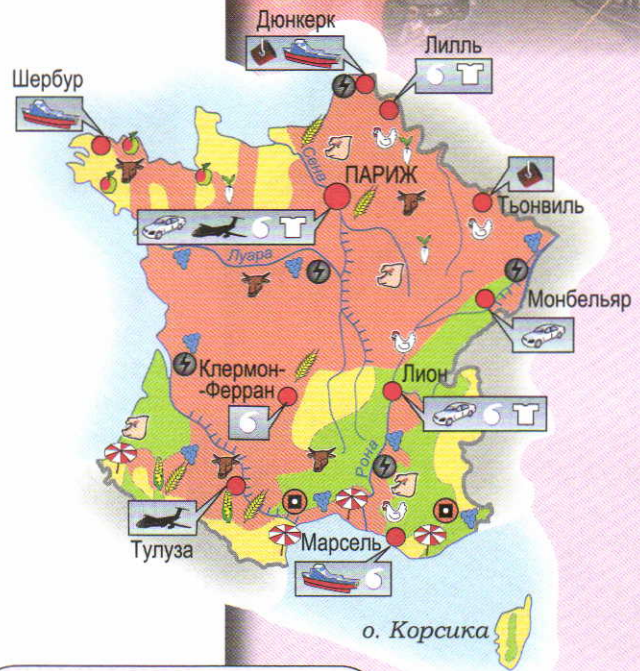 Дюнкерк
Лилль
Шербур
Сена
ПАРИЖ
Тьонвиль
Луара
Монбельяр
Клермон-
-Ферран
Лион
Рона
Тулуза
Марсель
о. Корсика